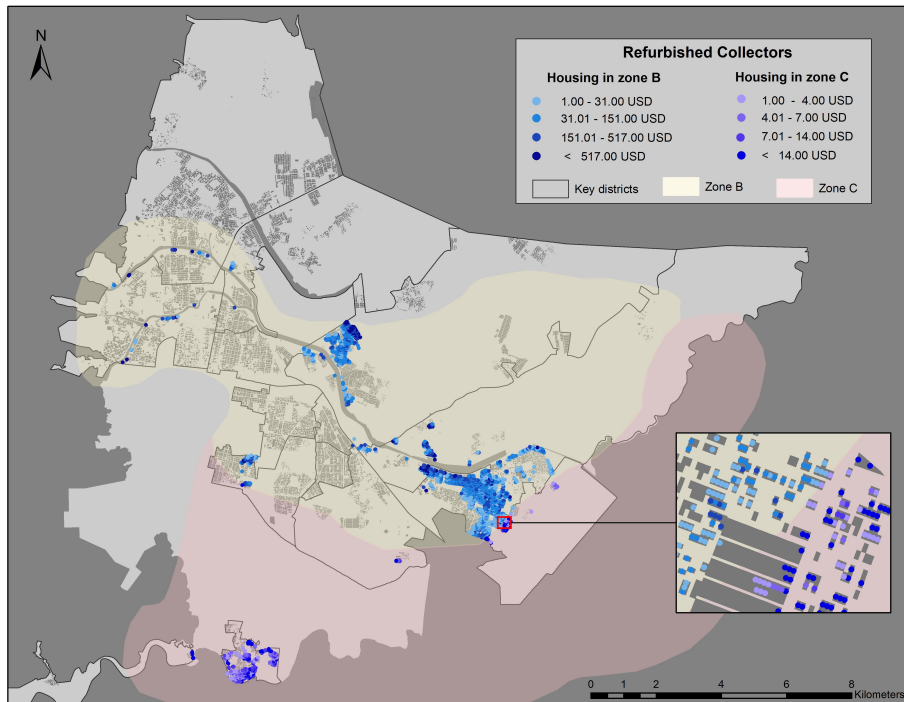 N
Refurbished Collectors
Housing in zone B
Housing in zone C
1.00 - 31.00 USD
1.00 - 4.00 USD
31.01 - 151.00 USD
4.01 - 7.00 USD
151.01 - 517.00 USD
7.01 - 14.00 USD
< 517.00 USD
< 14.00 USD
Key districts
Zone B
Zone C
0 1 2 4 6 8
Kilometers